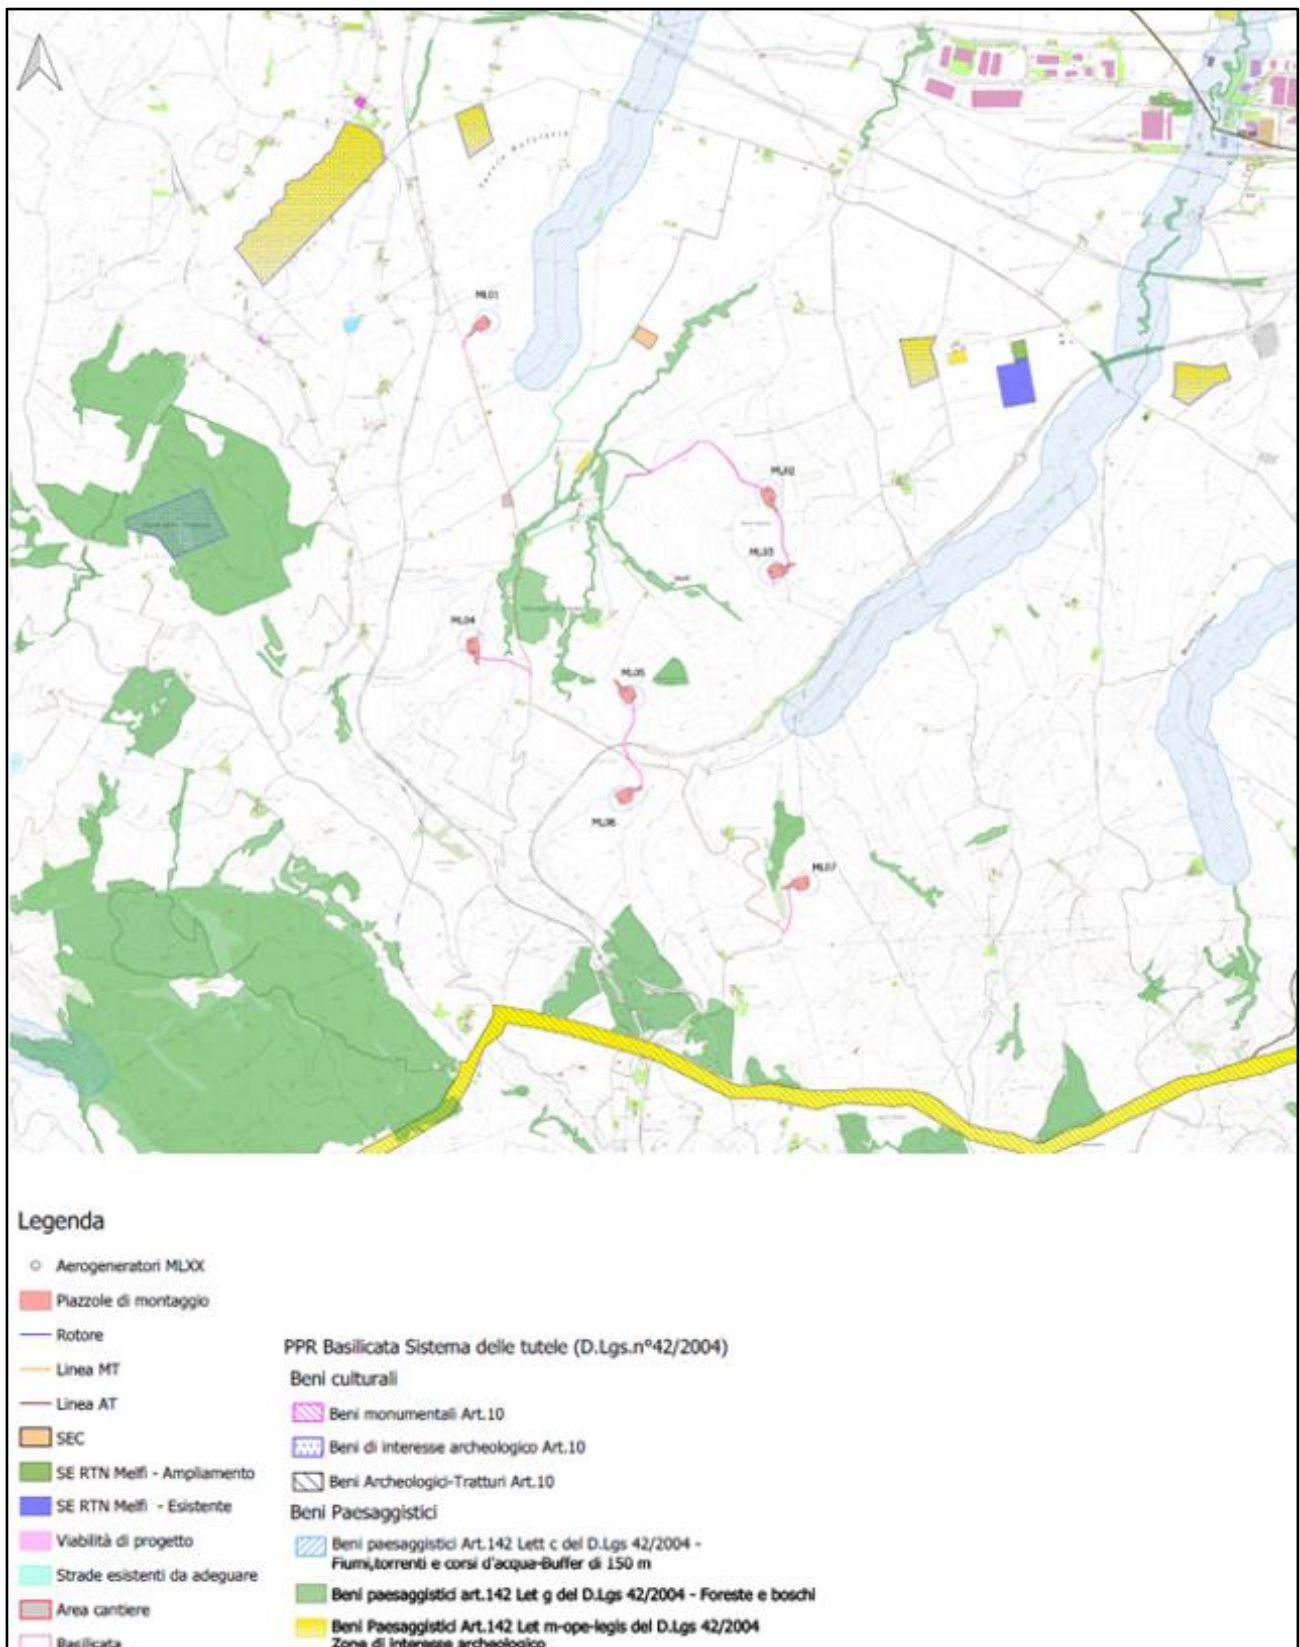 ML01
ML02
ML03
ML04
ML05
ML06
ML07
Legenda
Aerogeneratori MLXX
Piazzole di montaggio
Rotore
Linea MT
Linea AT
SEC
SE RTN Melfi - Ampliamento
SE RTN Melfi - Esistente
Viabilità di progetto
Strade esistenti da adeguare
Area cantiere
Basilicata
PPR Basilicata Sistema delle tutele (D.Lgs.n°42/2004)
Beni culturali
Beni monumentali Art.10
Beni di interesse archeologico Art.10
Beni Archeologici-Tratturi Art.10
Beni Paesaggistici
Beni paesaggistici Art.142 Lett c del D.Lgs 42/2004 -
Fiumi,torrenti e corsi d'acqua-Buffer di 150 m
Beni paesaggistici art.142 Let g del D.Lgs 42/2004 - Foreste e boschi
Beni Paesaggistici Art.142 Let m-ope-legis del D.Lgs 42/2004
Zone di interesse archeologico